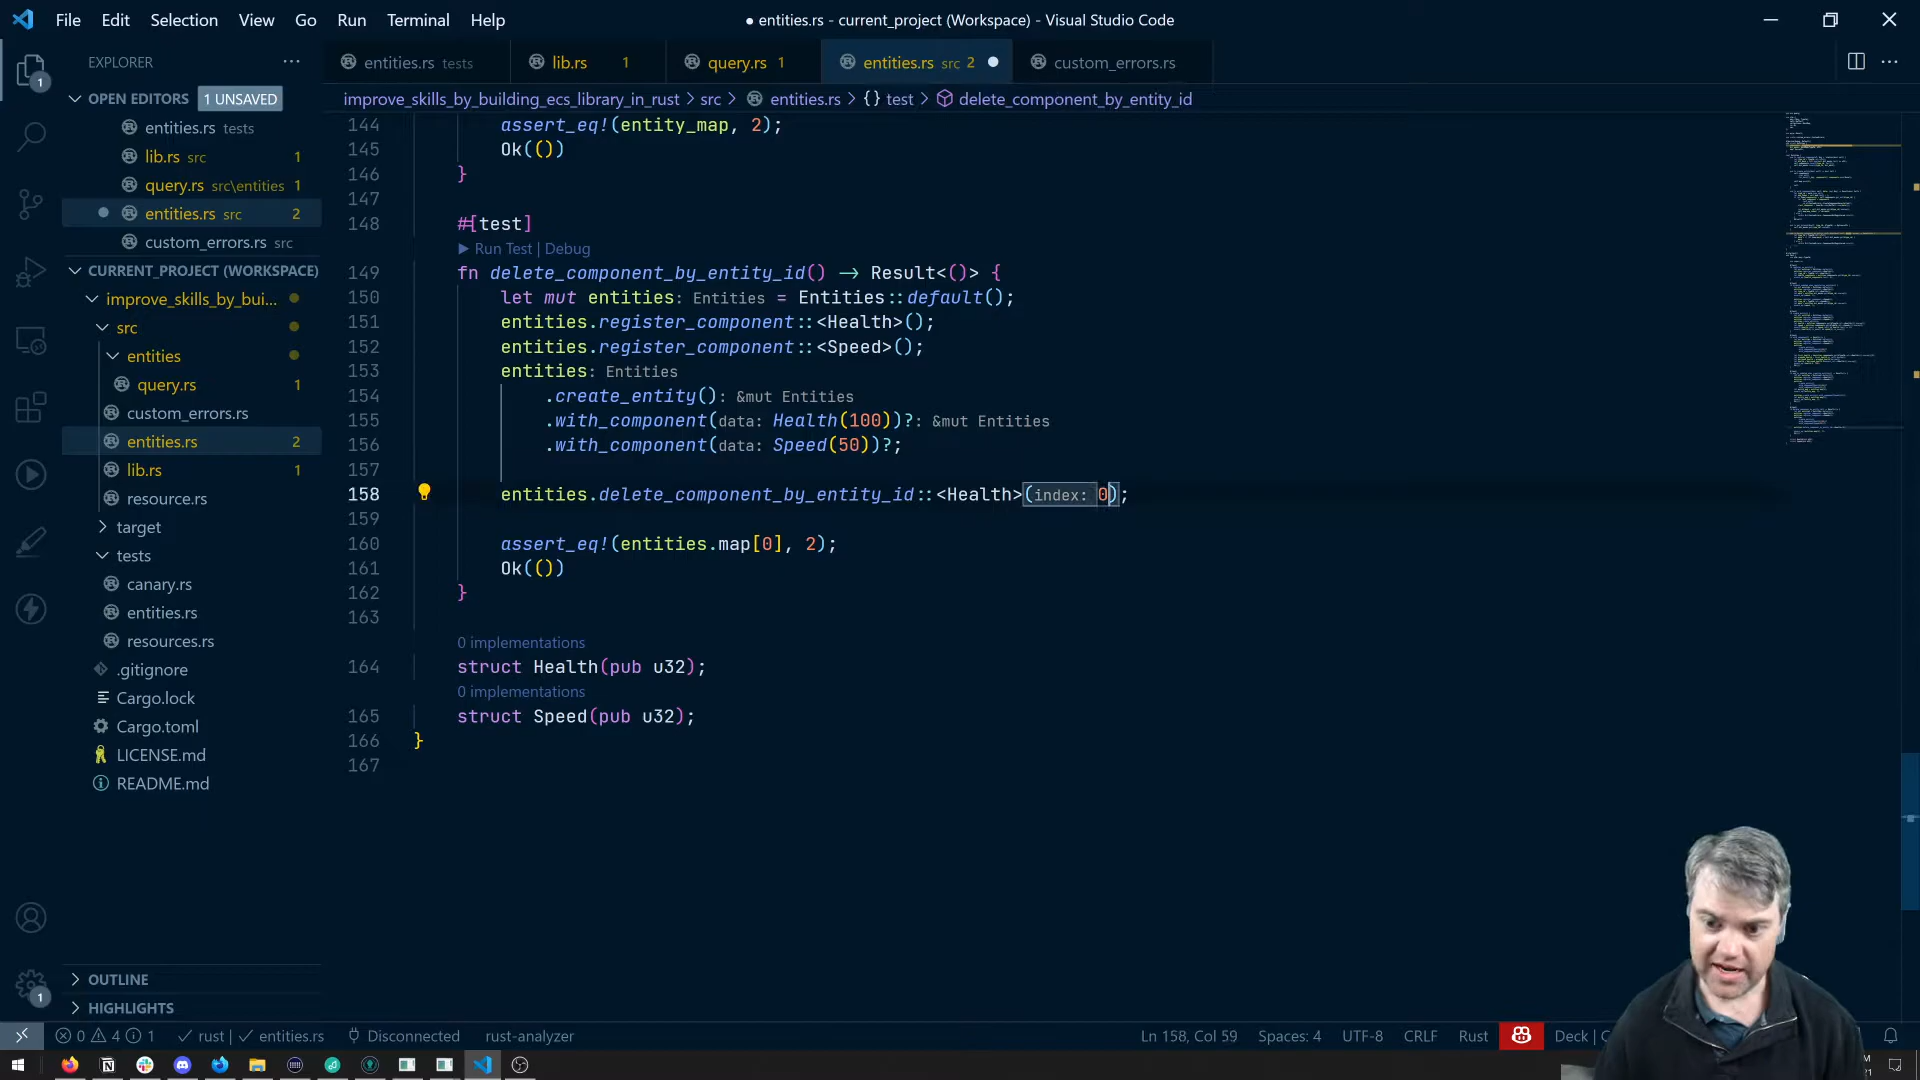 File Edit Selection View Go Run Terminal Help
● entities.rs - current_project (Workspace) - Visual Studio Code
EXPLORER
entities.rs tests
lib.rs 1
query.rs 1
entities.rs src 2
custom_errors.rs
improve_skills_by_building_ecs_library_in_rust > src > entities.rs > {} test > delete_component_by_entity_id
OPEN EDITORS 1 UNSAVED
entities.rs tests
lib.rs src 1
query.rs src\entities 1
entities.rs src 2
custom_errors.rs src
CURRENT_PROJECT (WORKSPACE)
improve_skills_by_bui...
src
entities
query.rs 1
custom_errors.rs
entities.rs 2
lib.rs 1
resource.rs
target
tests
canary.rs
entities.rs
resources.rs
.gitignore
Cargo.lock
Cargo.toml
LICENSE.md
README.md
OUTLINE
HIGHLIGHTS
1
1
144 assert_eq!(entity_map, 2);
145 Ok(())
146 }
147
148 #[test]
▶ Run Test | Debug
149 fn delete_component_by_entity_id() → Result<()> {
150 let mut entities: Entities = Entities::default();
151 entities.register_component::<Health>();
152 entities.register_component::<Speed>();
153 entities: Entities
154 .create_entity(): &mut Entities
155 .with_component(data: Health(100))?: &mut Entities
156 .with_component(data: Speed(50))?;
157
158 entities.delete_component_by_entity_id::<Health>(index: 0);
159
160 assert_eq!(entities.map[0], 2);
161 Ok(())
162 }
163
0 implementations
164 struct Health(pub u32);
0 implementations
165 struct Speed(pub u32);
166 }
167
0 4 1 rust | entities.rs Disconnected rust-analyzer
Ln 158, Col 59 Spaces: 4 UTF-8 CRLF Rust Deck |